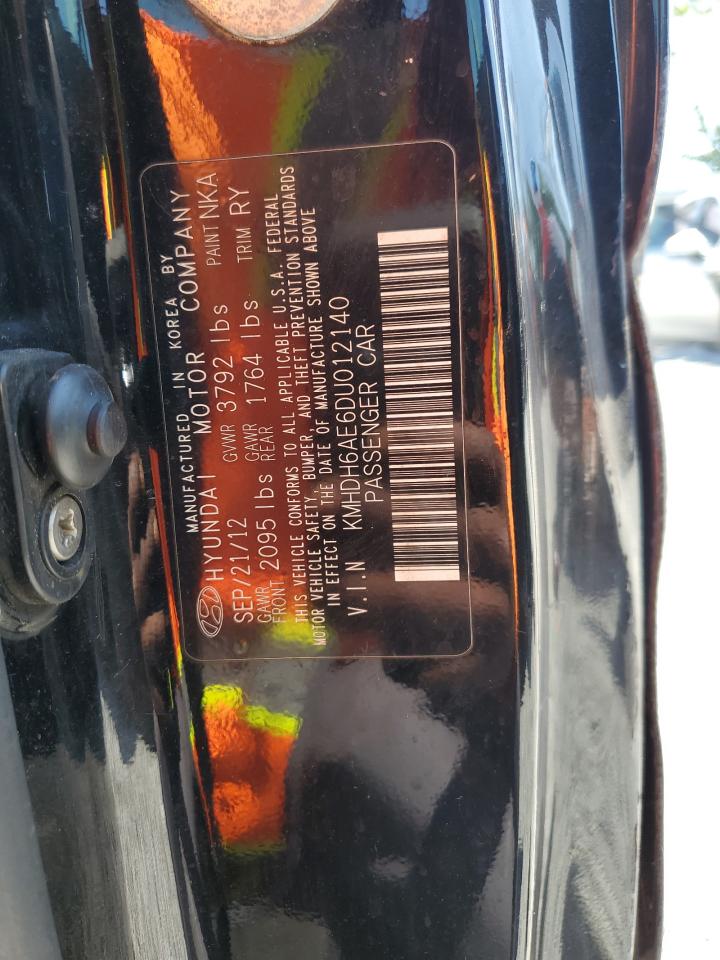 MANUFACTURED IN KOREA BY
HYUNDAI MOTOR COMPANY
SEP/21/12 GVWR 3792 lbs PAINT NKA
GAWR FRONT 2095 lbs GAWR REAR 1764 lbs TRIM RY
THIS VEHICLE CONFORMS TO ALL APPLICABLE U.S.A. FEDERAL
MOTOR VEHICLE SAFETY, BUMPER, AND THEFT PREVENTION STANDARDS
IN EFFECT ON THE DATE OF MANUFACTURE SHOWN ABOVE
V.I.N KMHDH6AE6DU012140
PASSENGER CAR